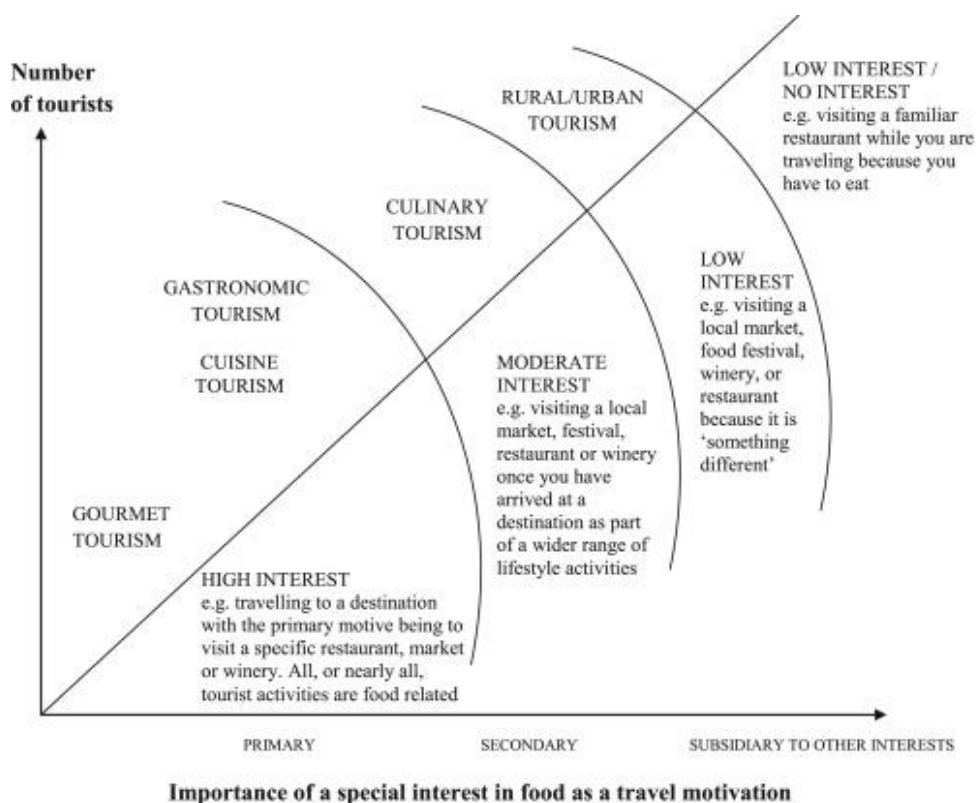 Number
of tourists
RURAL/URBAN
TOURISM
LOW INTEREST /
NO INTEREST
e.g. visiting a familiar
restaurant while you are
traveling because you
have to eat
CULINARY
TOURISM
GASTRONOMIC
TOURISM
CUISINE
TOURISM
LOW
INTEREST
e.g. visiting a
local market,
food festival,
winery, or
restaurant
because it is
‘something
different’
MODERATE
INTEREST
e.g. visiting a local
market, festival,
restaurant or winery
once you have
arrived at a
destination as part
of a wider range of
lifestyle activities
GOURMET
TOURISM
HIGH INTEREST
e.g. travelling to a destination
with the primary motive being to
visit a specific restaurant, market
or winery. All, or nearly all,
tourist activities are food related
PRIMARY
SECONDARY
SUBSIDIARY TO OTHER INTERESTS
Importance of a special interest in food as a travel motivation